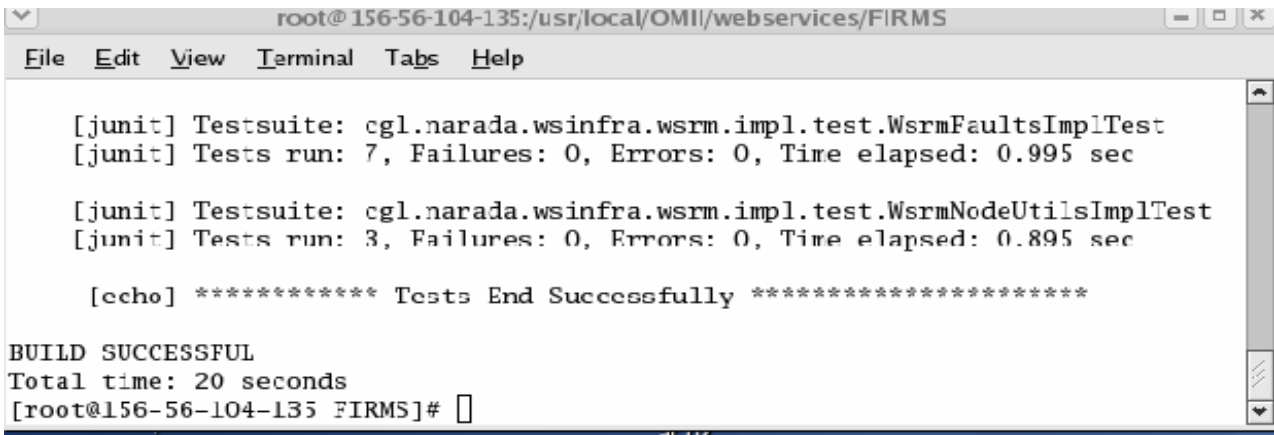 root@156-56-104-135:/usr/local/OMII/webservices/FIRMS
File Edit View Terminal Tabs Help
[junit] Testsuite: cgl.narada.wsinfra.wsrm.impl.test.WsrmFaultsImplTest
[junit] Tests run: 7, Failures: 0, Errors: 0, Time elapsed: 0.995 sec
[junit] Testsuite: cgl.narada.wsinfra.wsrm.impl.test.WsrmNodeUtilsImplTest
[junit] Tests run: 3, Failures: 0, Errors: 0, Time elapsed: 0.895 sec
[echo] ************ Tests End Successfully **********************
BUILD SUCCESSFUL
Total time: 20 seconds
[root@156-56-104-135 FIRMS]#